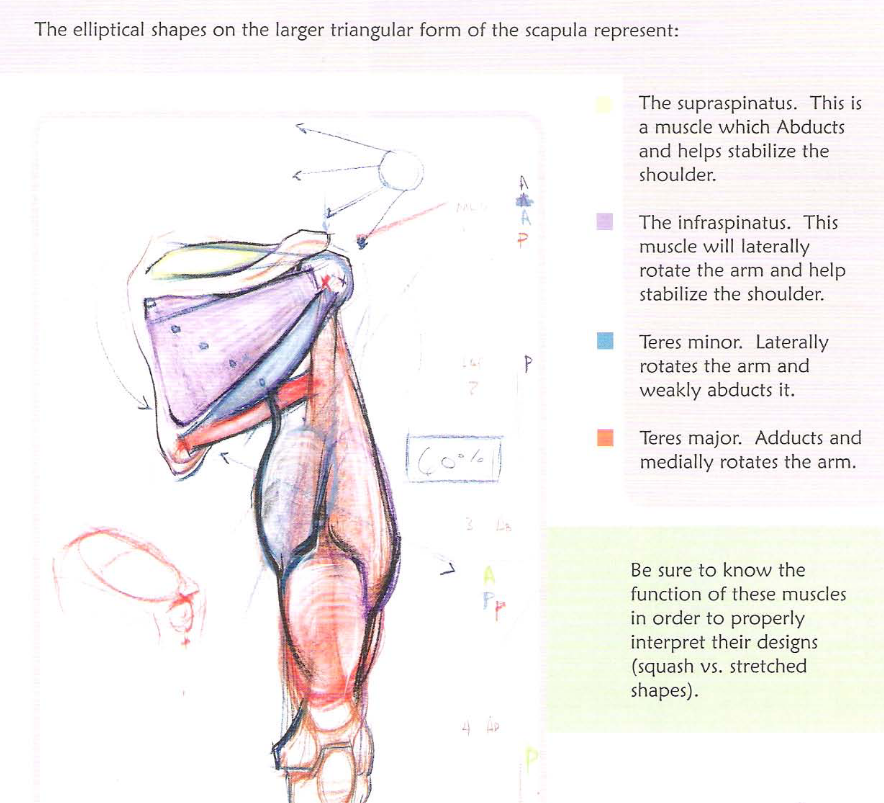 The elliptical shapes on the larger triangular form of the scapula represent:
The supraspinatus. This is
a muscle which Abducts
and helps stabilize the
shoulder.
The infraspinatus. This
muscle will laterally
rotate the arm and help
stabilize the shoulder.
Teres minor. Laterally
rotates the arm and
weakly abducts it.
Teres major. Adducts and
medially rotates the arm.
Be sure to know the
function of these muscles
in order to properly
interpret their designs
(squash vs. stretched
shapes).
A
A
P
P
60%
A
PP
4 AP
P